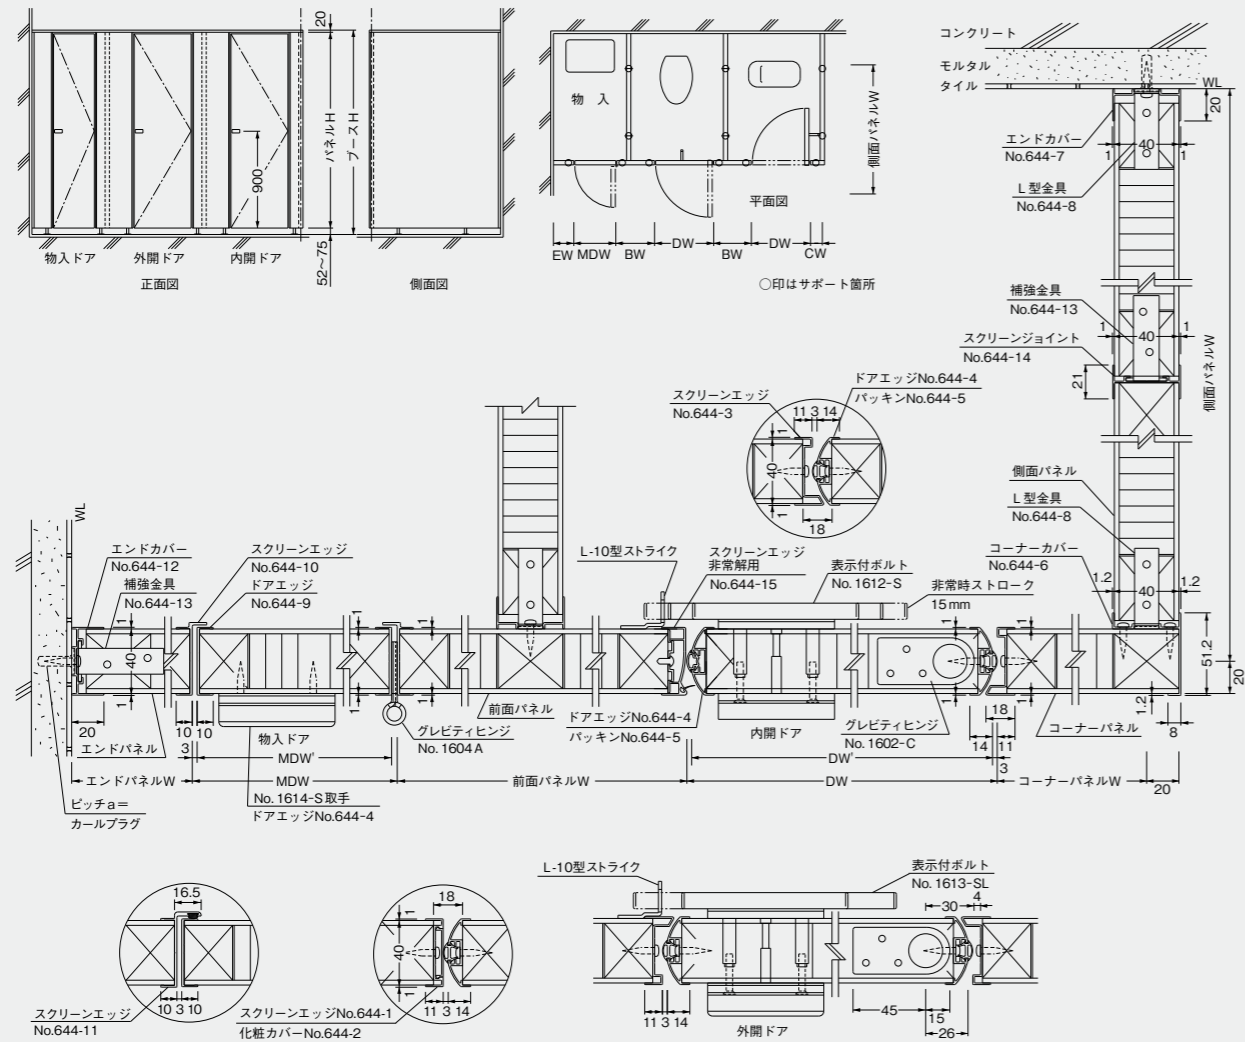 20
パネルH
ブースH
900
52～75
物入ドア
外開ドア
内開ドア
正面図
側面図
物 入
側面パネルW
平面図
EW
MDW
BW
DW
BW
DW
CW
○印はサポート箇所
コンクリート
モルタル
タイル
WL
20
エンドカバー
No.644-7
1
40
1
L型金具
No.644-8
補強金具
No.644-13
1
40
1
スクリーンジョイント
No.644-14
21
側面パネルW
側面パネル
L型金具
No.644-8
コーナーカバー
No.644-6
1.2
40
1.2
51.2
20
1.2
8
スクリーンエッジ
No.644-3
ドアエッジNo.644-4
パッキンNo.644-5
11
3
14
1
40
1
18
WL
エンドカバー
No.644-12
補強金具
No.644-13
スクリーンエッジ
No.644-10
ドアエッジ
No.644-9
L-10型ストライク
スクリーンエッジ
非常解用
No.644-15
表示付ボルト
No.1612-S
非常時ストローク
15mm
1
40
1
1
1
1
1
1
1
1
1
20
エンドパネル
10
10
3
物入ドア
MDW'
グレビティヒンジ
No.1604A
前面パネル
ドアエッジNo.644-4
パッキンNo.644-5
内開ドア
グレビティヒンジ
No.1602-C
18
14
11
3
コーナーパネル
DW'
エンドパネルW
MDW
前面パネルW
DW
コーナーパネルW
20
ピッチa＝
カールプラグ
No.1614-S取手
ドアエッジNo.644-4
16.5
10
3
10
スクリーンエッジ
No.644-11
18
1
40
1
11
3
14
スクリーンエッジNo.644-1
化粧カバーNo.644-2
L-10型ストライク
表示付ボルト
No.1613-SL
4
30
11
3
14
外開ドア
45
15
26